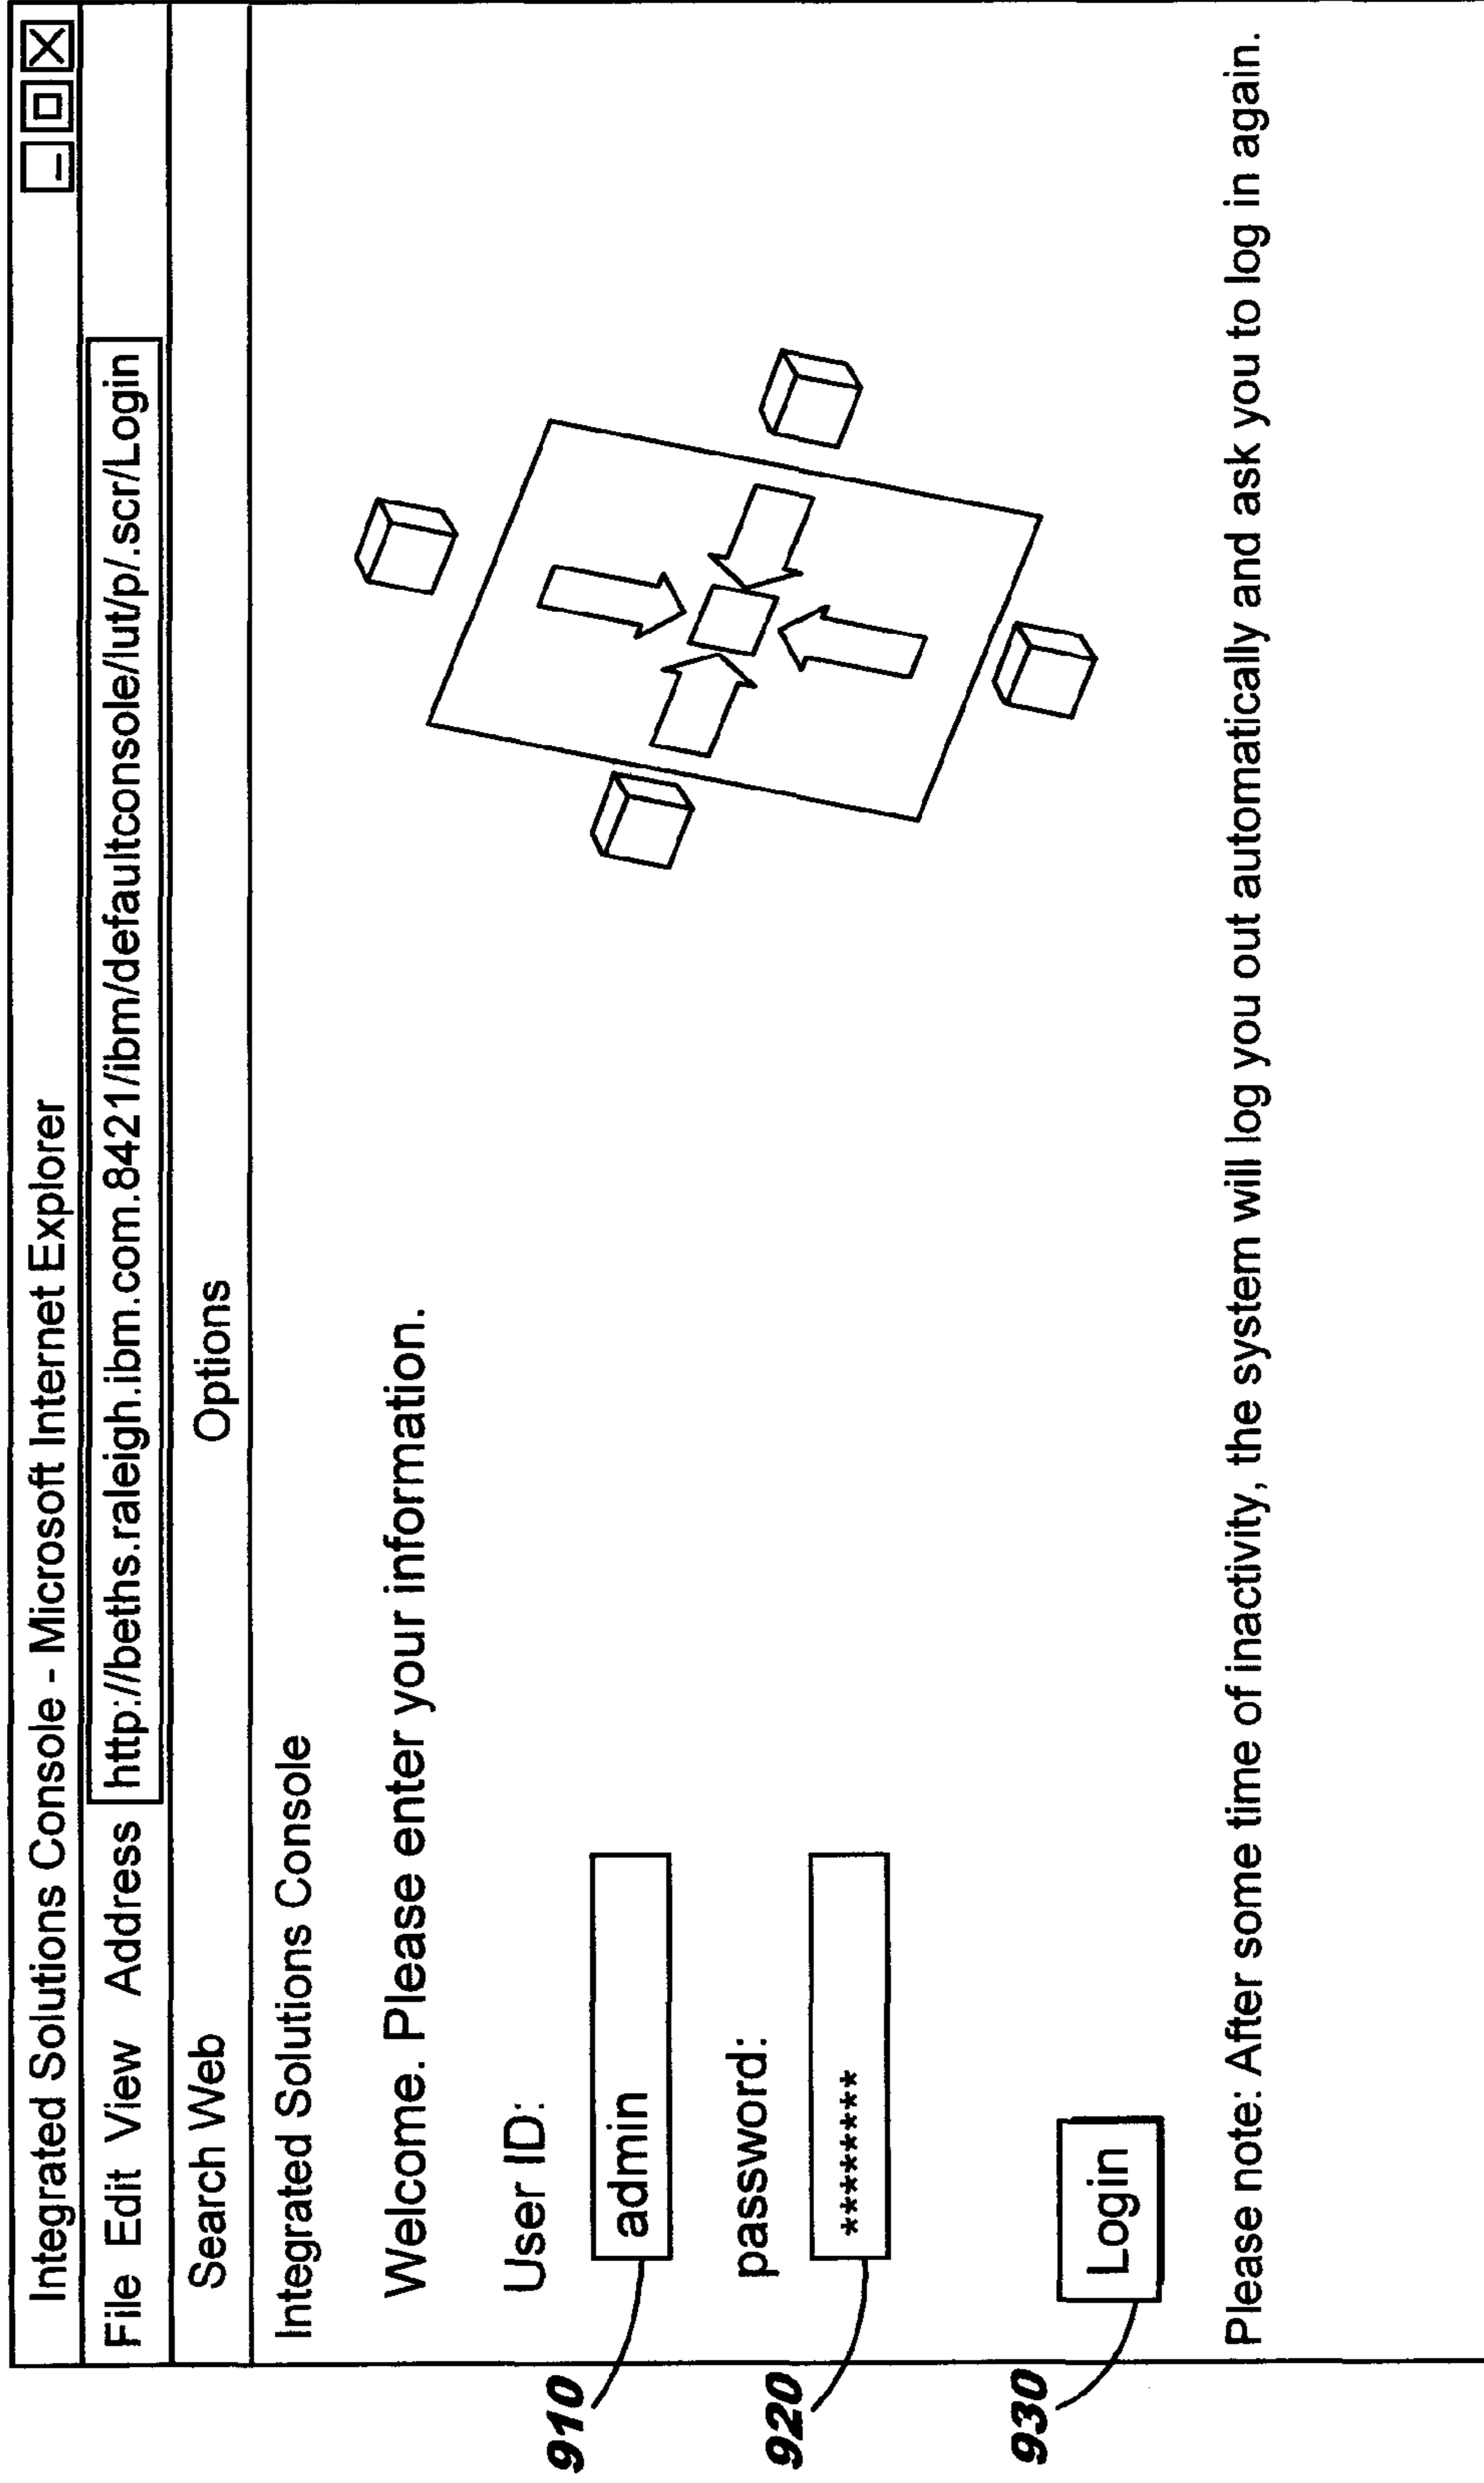 Integrated Solutions Console - Microsoft Internet Explorer
File Edit View Address http://beths.raleigh.ibm.com.8421/ibm/defaultconsole/lut/p/.scr/Login
Search Web Options
Integrated Solutions Console
Welcome. Please enter your information.
User ID:
910 admin
password:
920 ********
930 Login
Please note: After some time of inactivity, the system will log you out automatically and ask you to log in again.